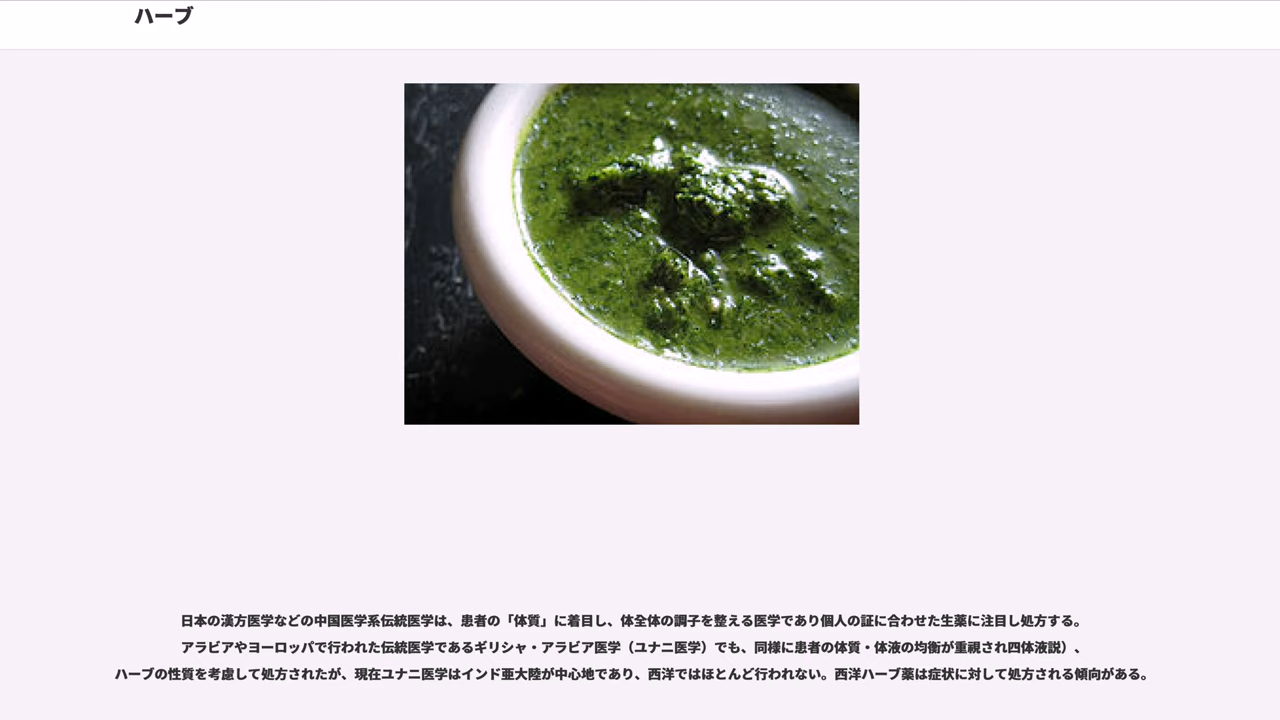 ハーブ
日本の漢方医学などの中国医学系伝統医学は、患者の「体質」に着目し、体全体の調子を整える医学であり個人の証に合わせた生薬に注目し処方する。
アラビアやヨーロッパで行われた伝統医学であるギリシャ・アラビア医学（ユナニ医学）でも、同様に患者の体質・体液の均衡が重視され四体液説）、
ハーブの性質を考慮して処方されたが、現在ユナニ医学はインド亜大陸が中心地であり、西洋ではほとんど行われない。西洋ハーブ薬は症状に対して処方される傾向がある。